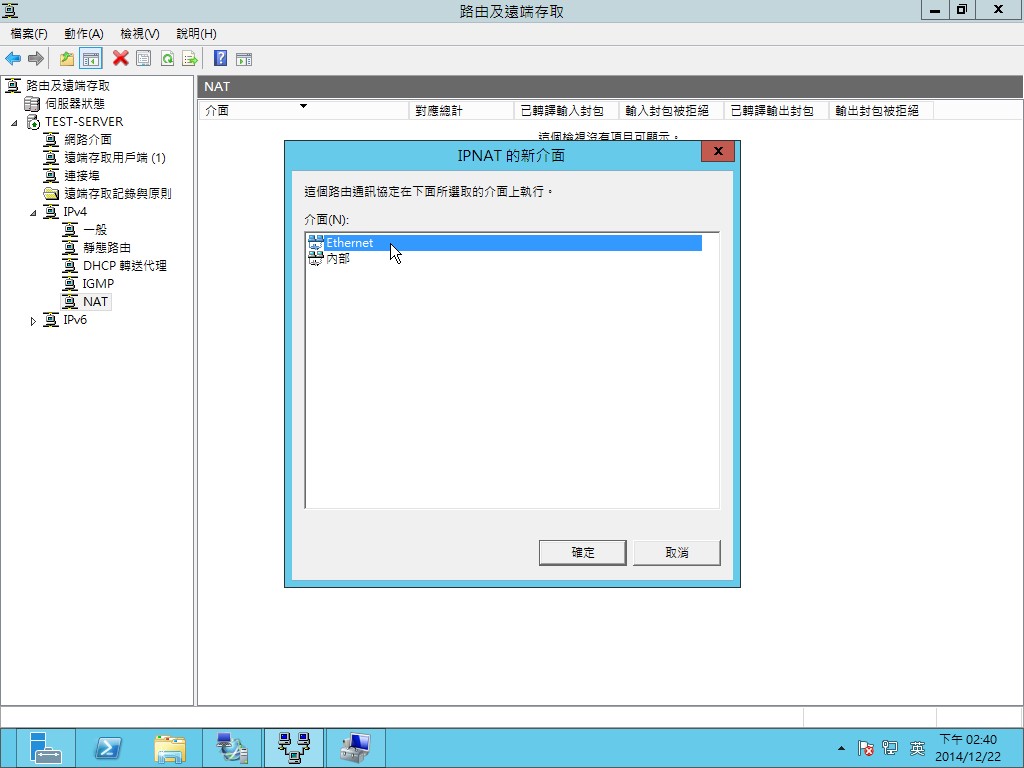 路由及遠端存取
檔案(F) 動作(A) 檢視(V) 說明(H)
路由及遠端存取
伺服器狀態
TEST-SERVER
網路介面
遠端存取用戶端 (1)
連接埠
遠端存取記錄與原則
IPv4
一般
靜態路由
DHCP 轉送代理
IGMP
NAT
IPv6
NAT
介面 對應總計 已轉譯輸入封包 輸入封包被拒絕 已轉譯輸出封包 輸出封包被拒絕
這個檢視沒有項目可顯示。
IPNAT 的新介面
這個路由通訊協定在下面所選取的介面上執行。
介面(N):
Ethernet
內部
確定 取消
英
下午 02:40
2014/12/22